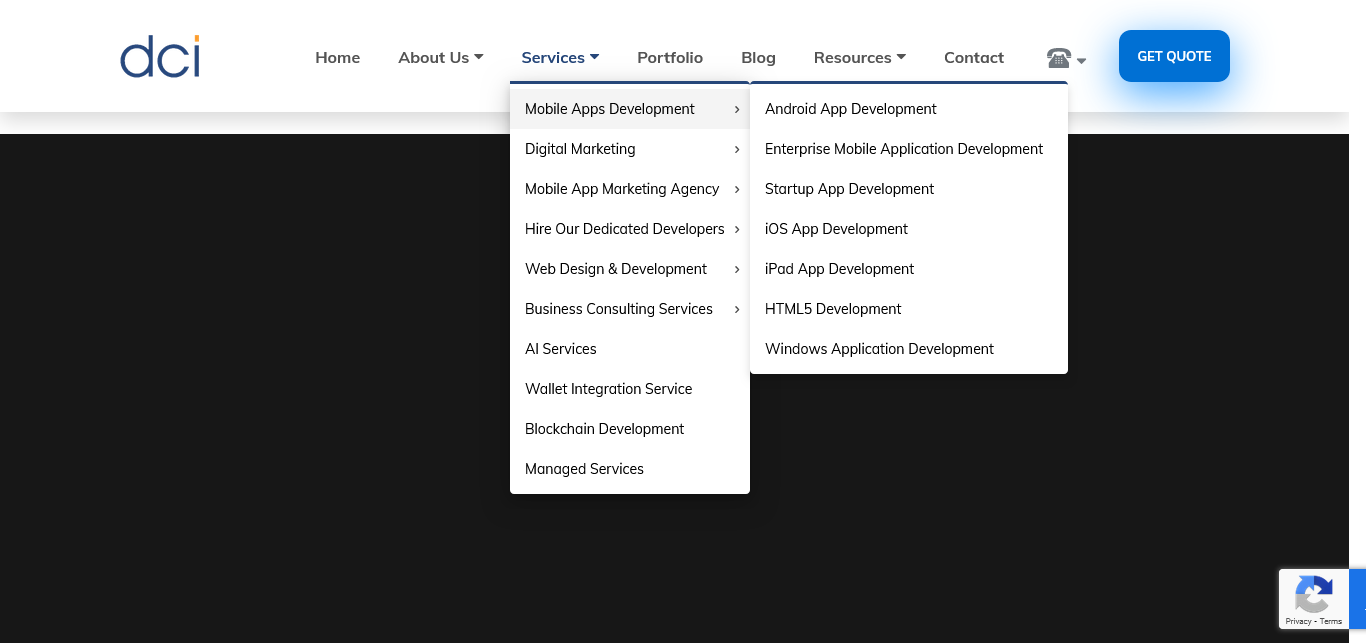 dci
Home
About Us
Services
Portfolio
Blog
Resources
Contact
GET QUOTE
Mobile Apps Development
Digital Marketing
Mobile App Marketing Agency
Hire Our Dedicated Developers
Web Design & Development
Business Consulting Services
AI Services
Wallet Integration Service
Blockchain Development
Managed Services
Android App Development
Enterprise Mobile Application Development
Startup App Development
iOS App Development
iPad App Development
HTML5 Development
Windows Application Development
Privacy - Terms